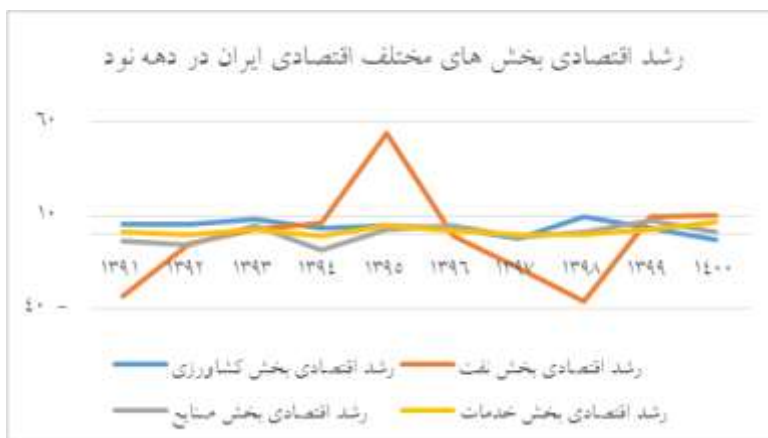 رشد اقتصادی بخش های مختلف اقتصادی ایران در دهه نود
۶۰
۱۰
۴۰ -
۱۳۹۱ ۱۳۹۲ ۱۳۹۳ ۱۳۹۴ ۱۳۹۵ ۱۳۹۶ ۱۳۹۷ ۱۳۹۸ ۱۳۹۹ ۱۴۰۰
رشد اقتصادی بخش نفت رشد اقتصادی بخش کشاورزی
رشد اقتصادی بخش خدمات رشد اقتصادی بخش صنایع